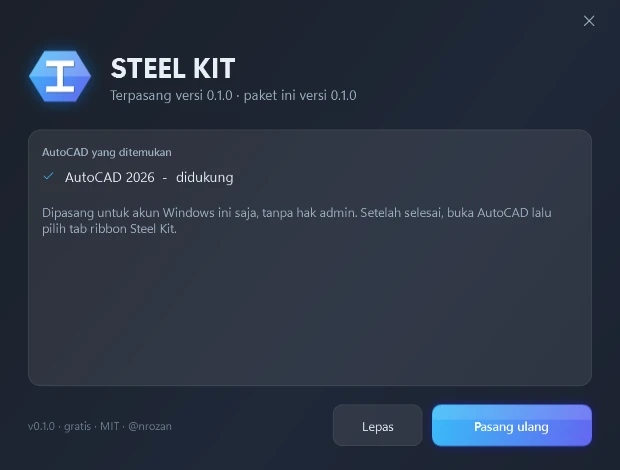 STEEL KIT
Terpasang versi 0.1.0 · paket ini versi 0.1.0
AutoCAD yang ditemukan
AutoCAD 2026 - didukung
Dipasang untuk akun Windows ini saja, tanpa hak admin. Setelah selesai, buka AutoCAD lalu
pilih tab ribbon Steel Kit.
v0.1.0 · gratis · MIT · @nrozan
Lepas
Pasang ulang